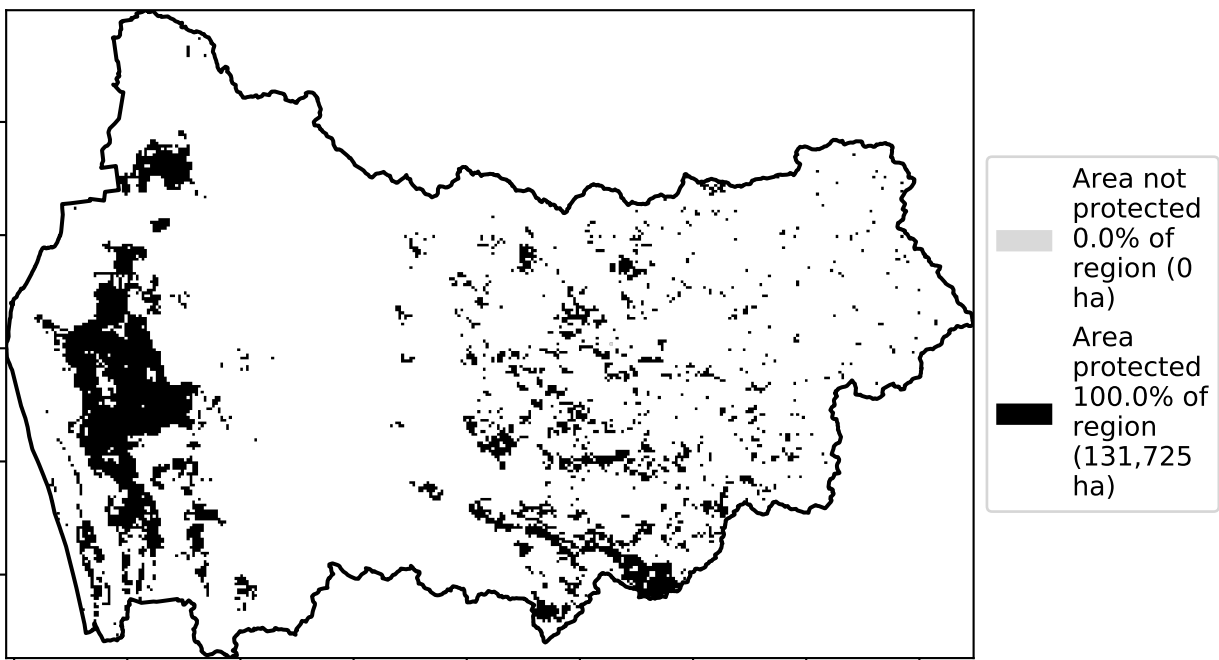 Area not
protected
0.0% of
region (0
ha)
Area
protected
100.0% of
region
(131,725
ha)